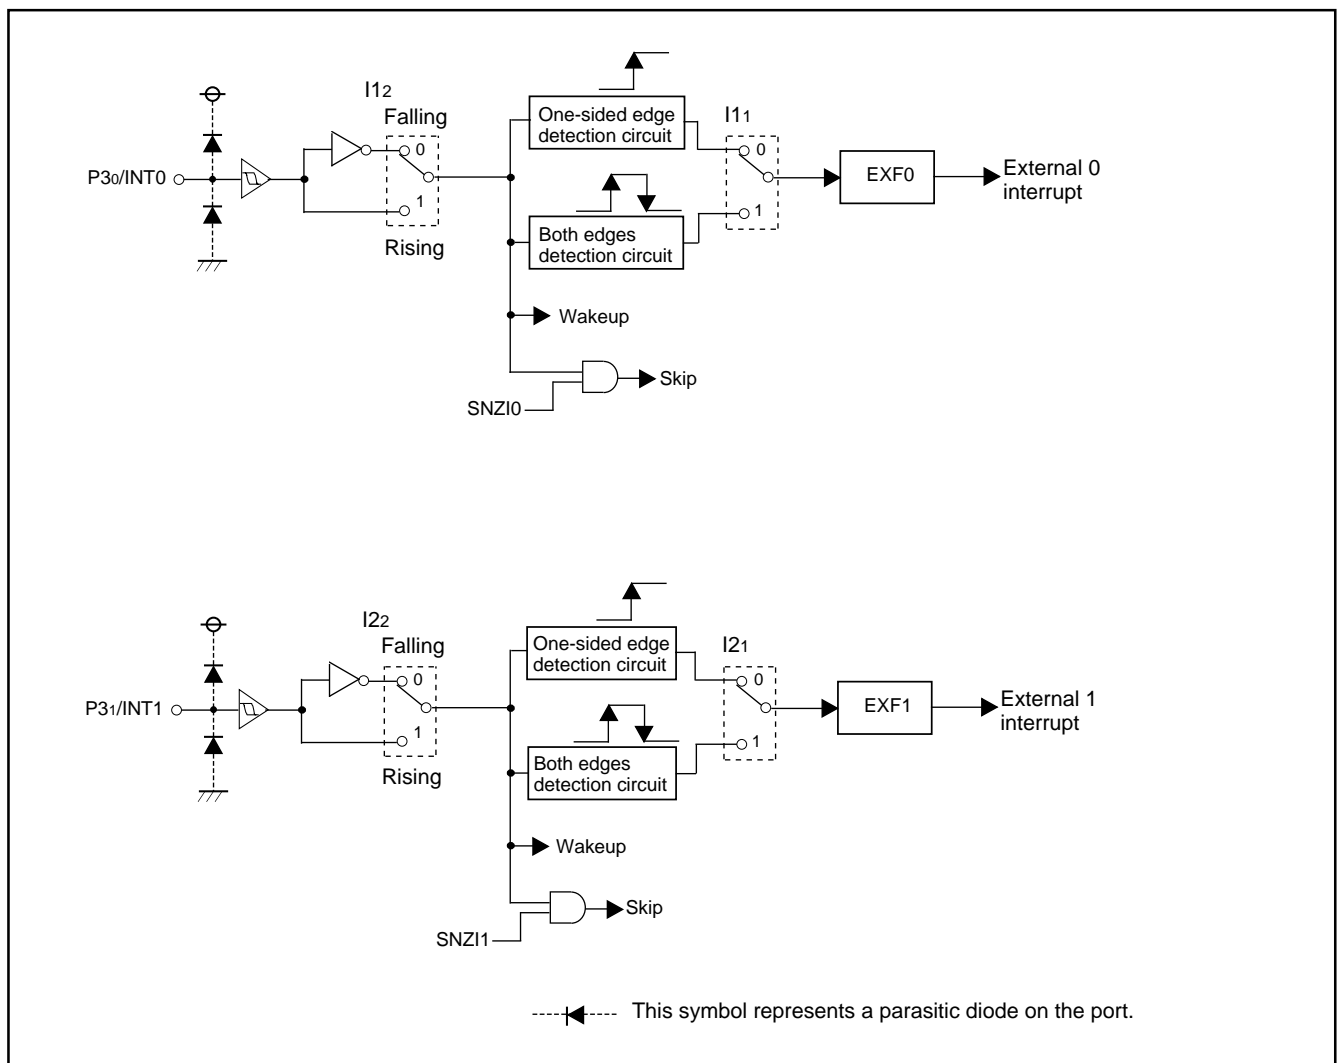 I12
Falling
0
1
Rising
P30/INT0
One-sided edge
detection circuit
Both edges
detection circuit
I11
0
1
EXF0
External 0
interrupt
Wakeup
Skip
SNZI0
I22
Falling
0
1
Rising
P31/INT1
One-sided edge
detection circuit
Both edges
detection circuit
I21
0
1
EXF1
External 1
interrupt
Wakeup
Skip
SNZI1
This symbol represents a parasitic diode on the port.